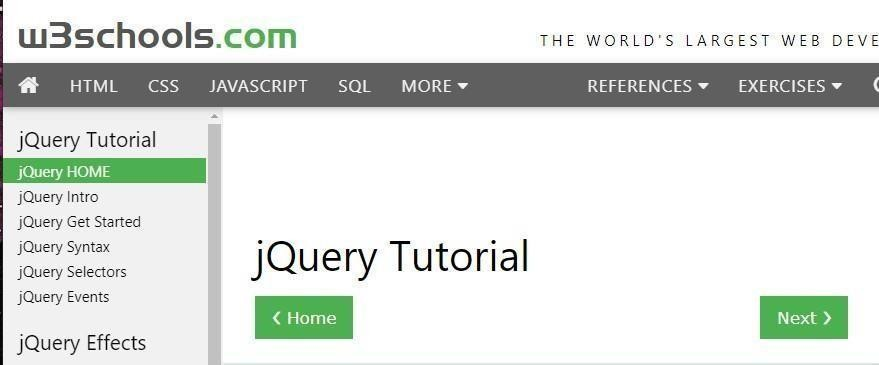 w3schools.com
THE WORLD'S LARGEST WEB
HTML CSS JAVASCRIPT SQL MORE REFERENCES EXERCISES
jQuery Tutorial
jQuery HOME
jQuery Intro
jQuery Get Started
jQuery Syntax
jQuery Selectors
jQuery Events
jQuery Effects
jQuery Tutorial
❮ Home Next ❯